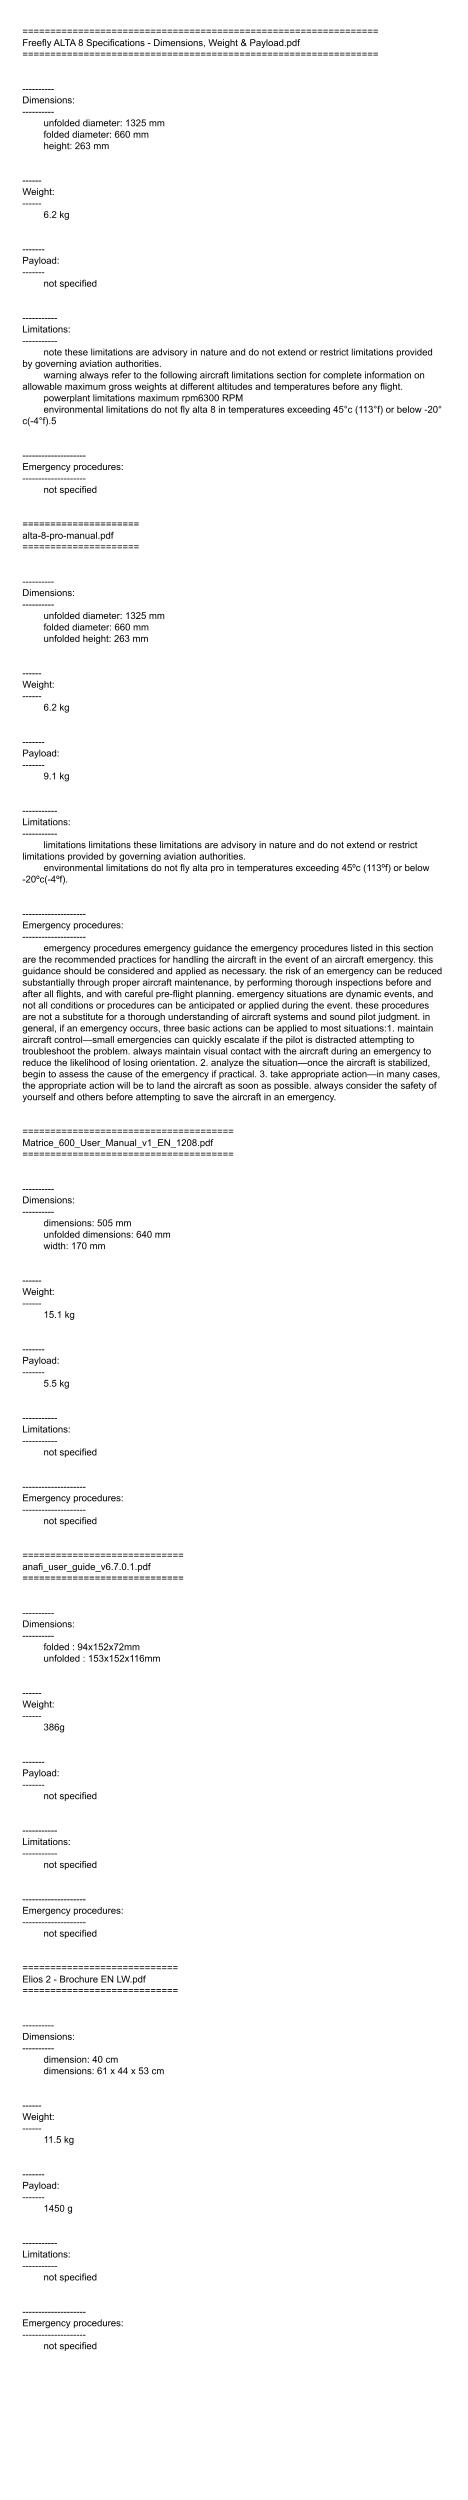 ================================================================
Freefly ALTA 8 Specifications - Dimensions, Weight & Payload.pdf
================================================================
----------
Dimensions:
----------
unfolded diameter: 1325 mm
folded diameter: 660 mm
height: 263 mm
------
Weight:
------
6.2 kg
-------
Payload:
-------
not specified
-----------
Limitations:
-----------
note these limitations are advisory in nature and do not extend or restrict limitations provided
by governing aviation authorities.
warning always refer to the following aircraft limitations section for complete information on
allowable maximum gross weights at different altitudes and temperatures before any flight.
powerplant limitations maximum rpm6300 RPM
environmental limitations do not fly alta 8 in temperatures exceeding 45°c (113°f) or below -20°
c(-4°f).5
--------------------
Emergency procedures:
--------------------
not specified
=====================
alta-8-pro-manual.pdf
=====================
----------
Dimensions:
----------
unfolded diameter: 1325 mm
folded diameter: 660 mm
unfolded height: 263 mm
------
Weight:
------
6.2 kg
-------
Payload:
-------
9.1 kg
-----------
Limitations:
-----------
limitations limitations these limitations are advisory in nature and do not extend or restrict
limitations provided by governing aviation authorities.
environmental limitations do not fly alta pro in temperatures exceeding 45ºc (113ºf) or below
-20ºc(-4ºf).
--------------------
Emergency procedures:
--------------------
emergency procedures emergency guidance the emergency procedures listed in this section
are the recommended practices for handling the aircraft in the event of an aircraft emergency. this
guidance should be considered and applied as necessary. the risk of an emergency can be reduced
substantially through proper aircraft maintenance, by performing thorough inspections before and
after all flights, and with careful pre-flight planning. emergency situations are dynamic events, and
not all conditions or procedures can be anticipated or applied during the event. these procedures
are not a substitute for a thorough understanding of aircraft systems and sound pilot judgment. in
general, if an emergency occurs, three basic actions can be applied to most situations:1. maintain
aircraft control—small emergencies can quickly escalate if the pilot is distracted attempting to
troubleshoot the problem. always maintain visual contact with the aircraft during an emergency to
reduce the likelihood of losing orientation. 2. analyze the situation—once the aircraft is stabilized,
begin to assess the cause of the emergency if practical. 3. take appropriate action—in many cases,
the appropriate action will be to land the aircraft as soon as possible. always consider the safety of
yourself and others before attempting to save the aircraft in an emergency.
======================================
Matrice_600_User_Manual_v1_EN_1208.pdf
======================================
----------
Dimensions:
----------
dimensions: 505 mm
unfolded dimensions: 640 mm
width: 170 mm
------
Weight:
------
15.1 kg
-------
Payload:
-------
5.5 kg
-----------
Limitations:
-----------
not specified
--------------------
Emergency procedures:
--------------------
not specified
=============================
anafi_user_guide_v6.7.0.1.pdf
=============================
----------
Dimensions:
----------
folded : 94x152x72mm
unfolded : 153x152x116mm
------
Weight:
------
386g
-------
Payload:
-------
not specified
-----------
Limitations:
-----------
not specified
--------------------
Emergency procedures:
--------------------
not specified
============================
Elios 2 - Brochure EN LW.pdf
============================
----------
Dimensions:
----------
dimension: 40 cm
dimensions: 61 x 44 x 53 cm
------
Weight:
------
11.5 kg
-------
Payload:
-------
1450 g
-----------
Limitations:
-----------
not specified
--------------------
Emergency procedures:
--------------------
not specified